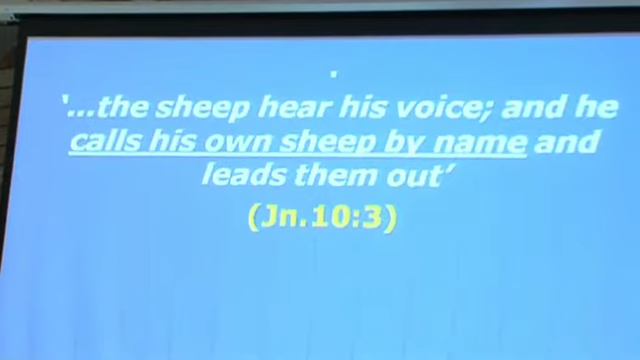 '...the sheep hear his voice; and he
calls his own sheep by name and
leads them out'
(Jn.10:3)